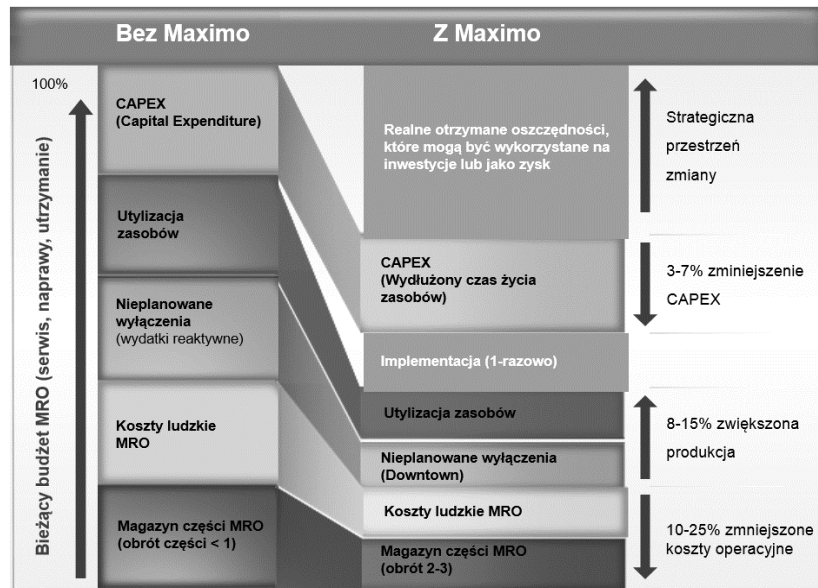 Bez Maximo
Z Maximo
100%
Bieżący budżet MRO (serwis, naprawy, utrzymanie)
CAPEX
(Capital Expenditure)
Utylizacja
zasobów
Nieplanowane
wyłączenia
(wydatki reaktywne)
Koszty ludzkie
MRO
Magazyn części MRO
(obrót części < 1)
Realne otrzymane oszczędności,
które mogą być wykorzystane na
inwestycje lub jako zysk
CAPEX
(Wydłużony czas życia
zasobów)
Implementacja (1-razowo)
Utylizacja zasobów
Nieplanowane wyłączenia
(Downtown)
Koszty ludzkie MRO
Magazyn części MRO
(obrót 2-3)
Strategiczna
przestrzeń
zmiany
3-7% zminiejszenie
CAPEX
8-15% zwiększona
produkcja
10-25% zmniejszone
koszty operacyjne